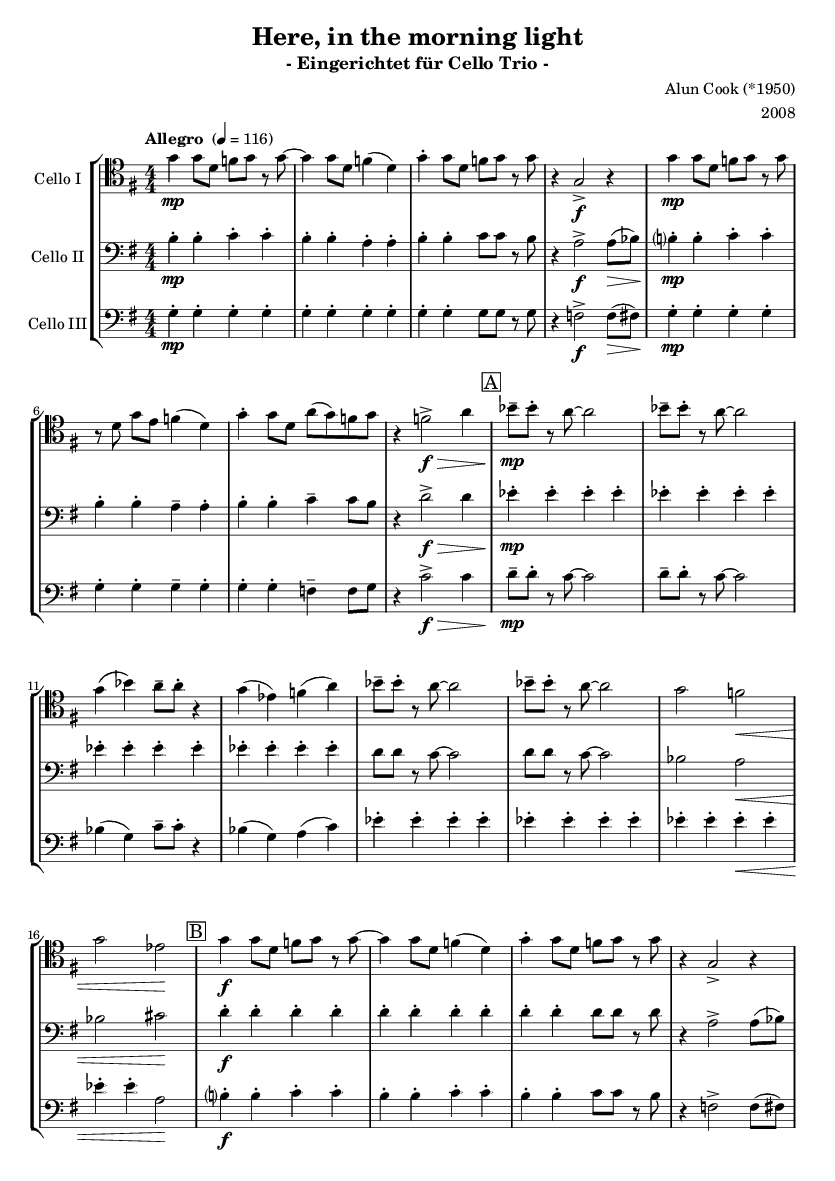 Here, in the morning light
- Eingerichtet für Cello Trio -
Alun Cook (*1950)
2008
Allegro (♩ = 116)
Cello I
mp
f
mp
Cello II
mp
f
mp
Cello III
mp
f
mp
6
A
f
mp
f
mp
f
mp
11
16
B
f
f
f